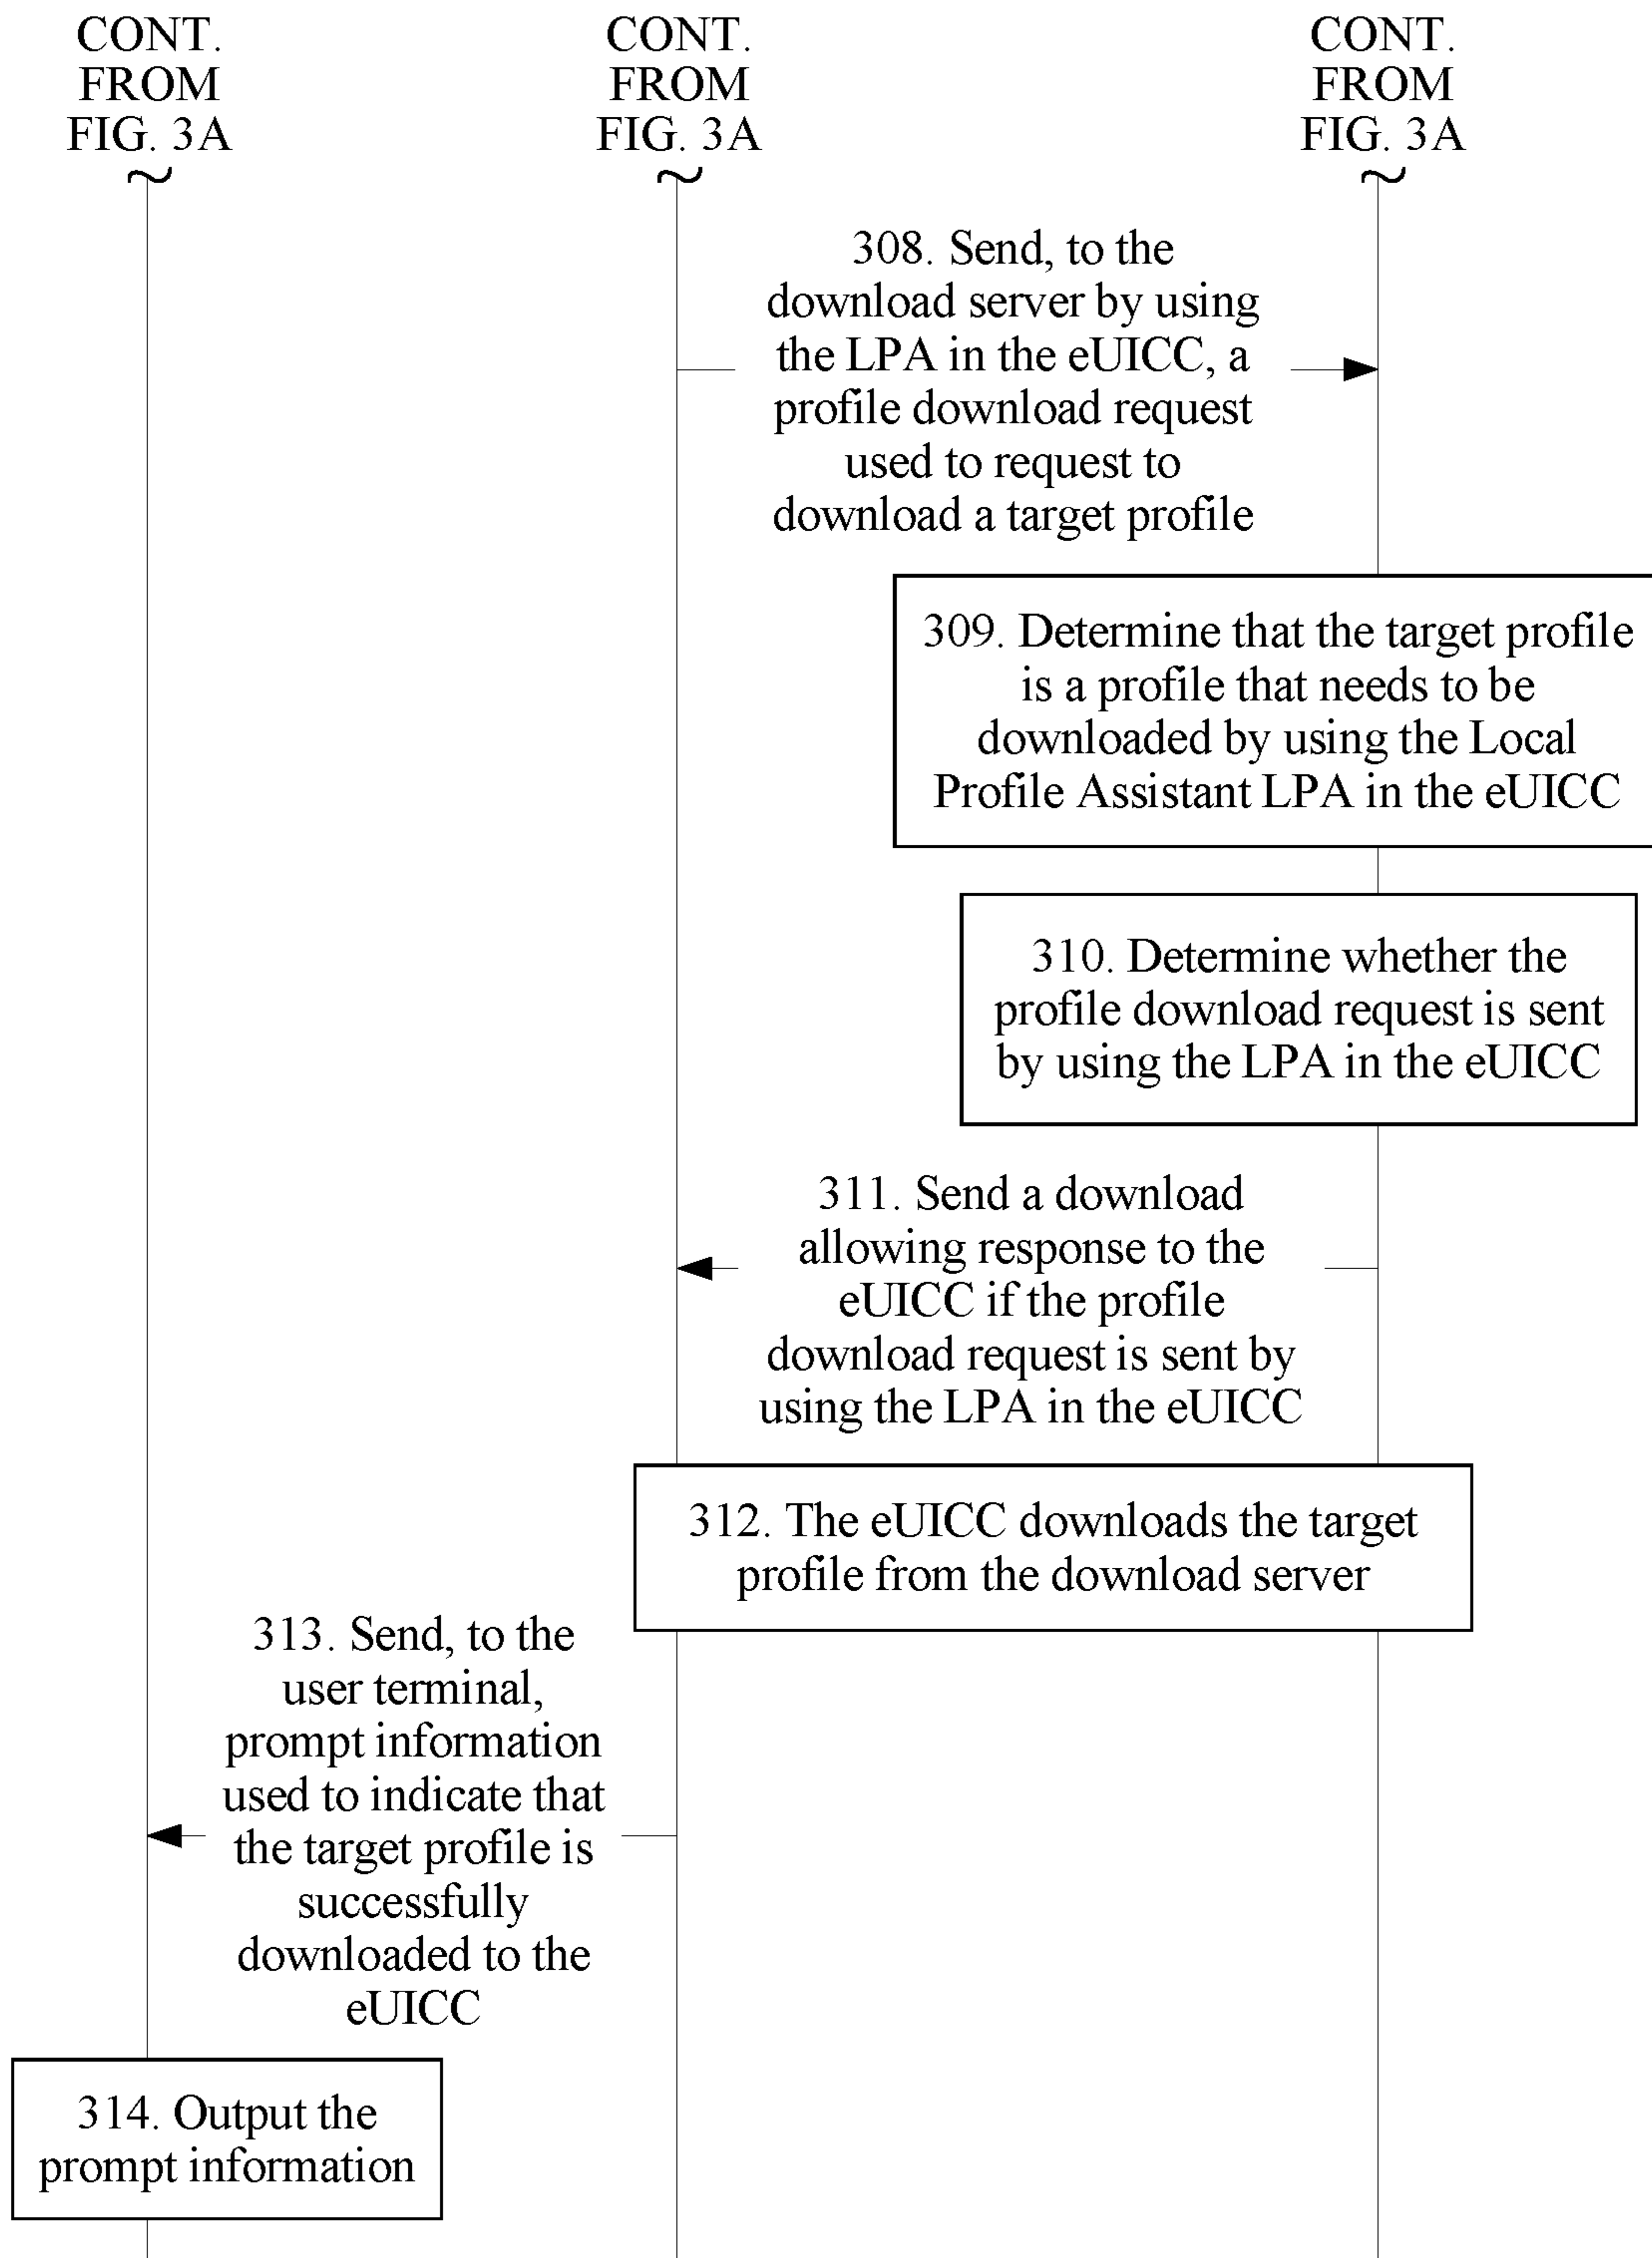 CONT.
FROM
FIG. 3A
CONT.
FROM
FIG. 3A
CONT.
FROM
FIG. 3A
308. Send, to the
download server by using
the LPA in the eUICC, a
profile download request
used to request to
download a target profile
309. Determine that the target profile
is a profile that needs to be
downloaded by using the Local
Profile Assistant LPA in the eUICC
310. Determine whether the
profile download request is sent
by using the LPA in the eUICC
311. Send a download
allowing response to the
eUICC if the profile
download request is sent by
using the LPA in the eUICC
312. The eUICC downloads the target
profile from the download server
313. Send, to the
user terminal,
prompt information
used to indicate that
the target profile is
successfully
downloaded to the
eUICC
314. Output the
prompt information